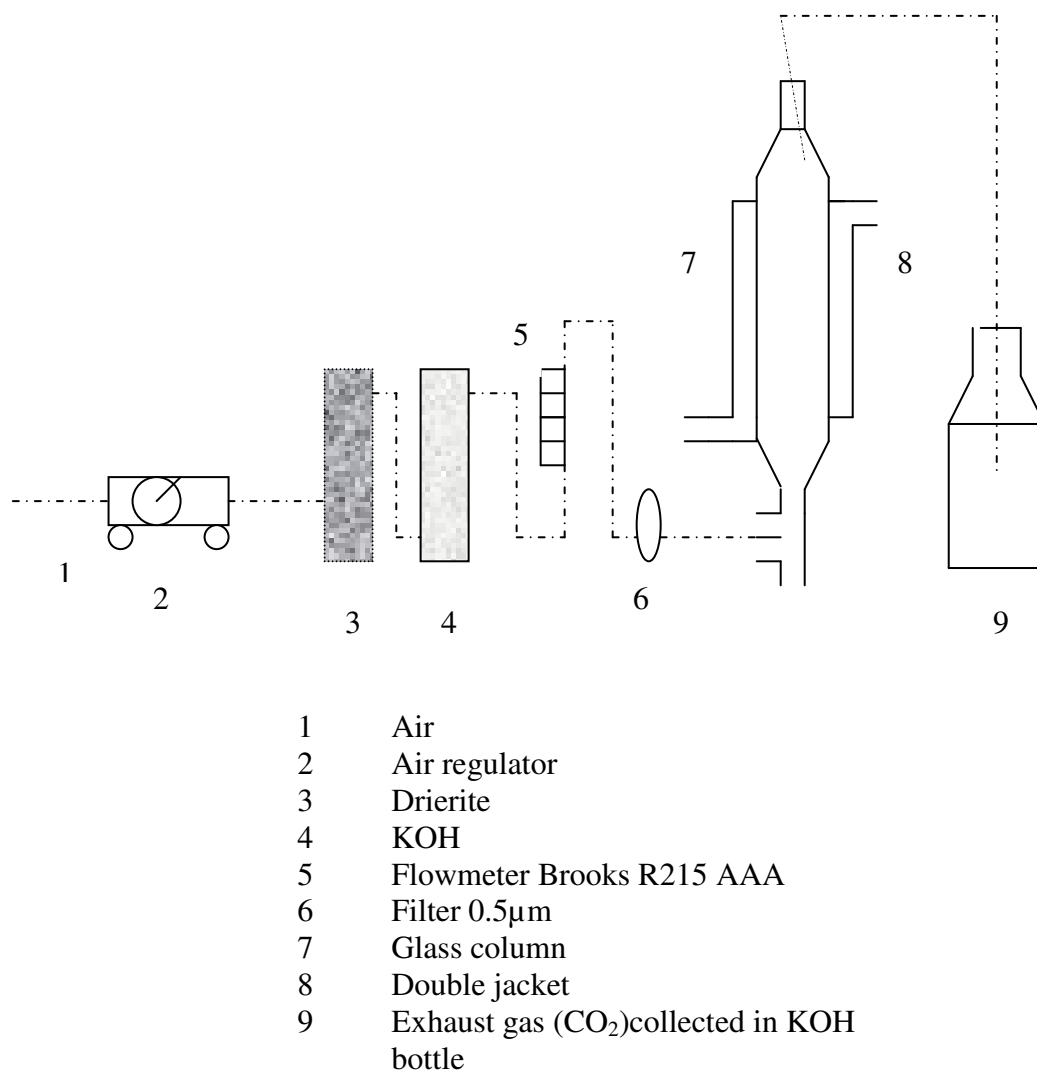 7
8
5
1
2
3
4
6
9
1 Air
2 Air regulator
3 Drierite
4 KOH
5 Flowmeter Brooks R215 AAA
6 Filter 0.5µm
7 Glass column
8 Double jacket
9 Exhaust gas (CO₂)collected in KOH
bottle